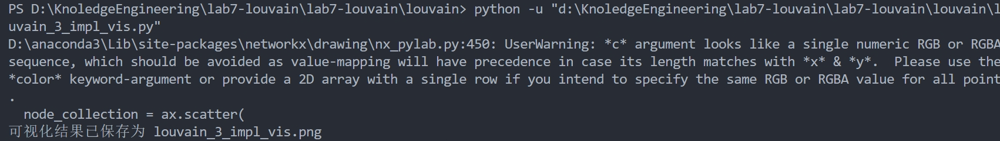 PS D:\KnoledgeEngineering\lab7-louvain\lab7-louvain\louvain> python -u "d:\KnoledgeEngineering\lab7-louvain\lab7-louvain\louvain\l
uvain_3_impl_vis.py"
D:\anaconda3\Lib\site-packages\networkx\drawing\nx_pylab.py:450: UserWarning: *c* argument looks like a single numeric RGB or RGBA
sequence, which should be avoided as value-mapping will have precedence in case its length matches with *x* & *y*.  Please use the
*color* keyword-argument or provide a 2D array with a single row if you intend to specify the same RGB or RGBA value for all point
.
  node_collection = ax.scatter(
可视化结果已保存为 louvain_3_impl_vis.png